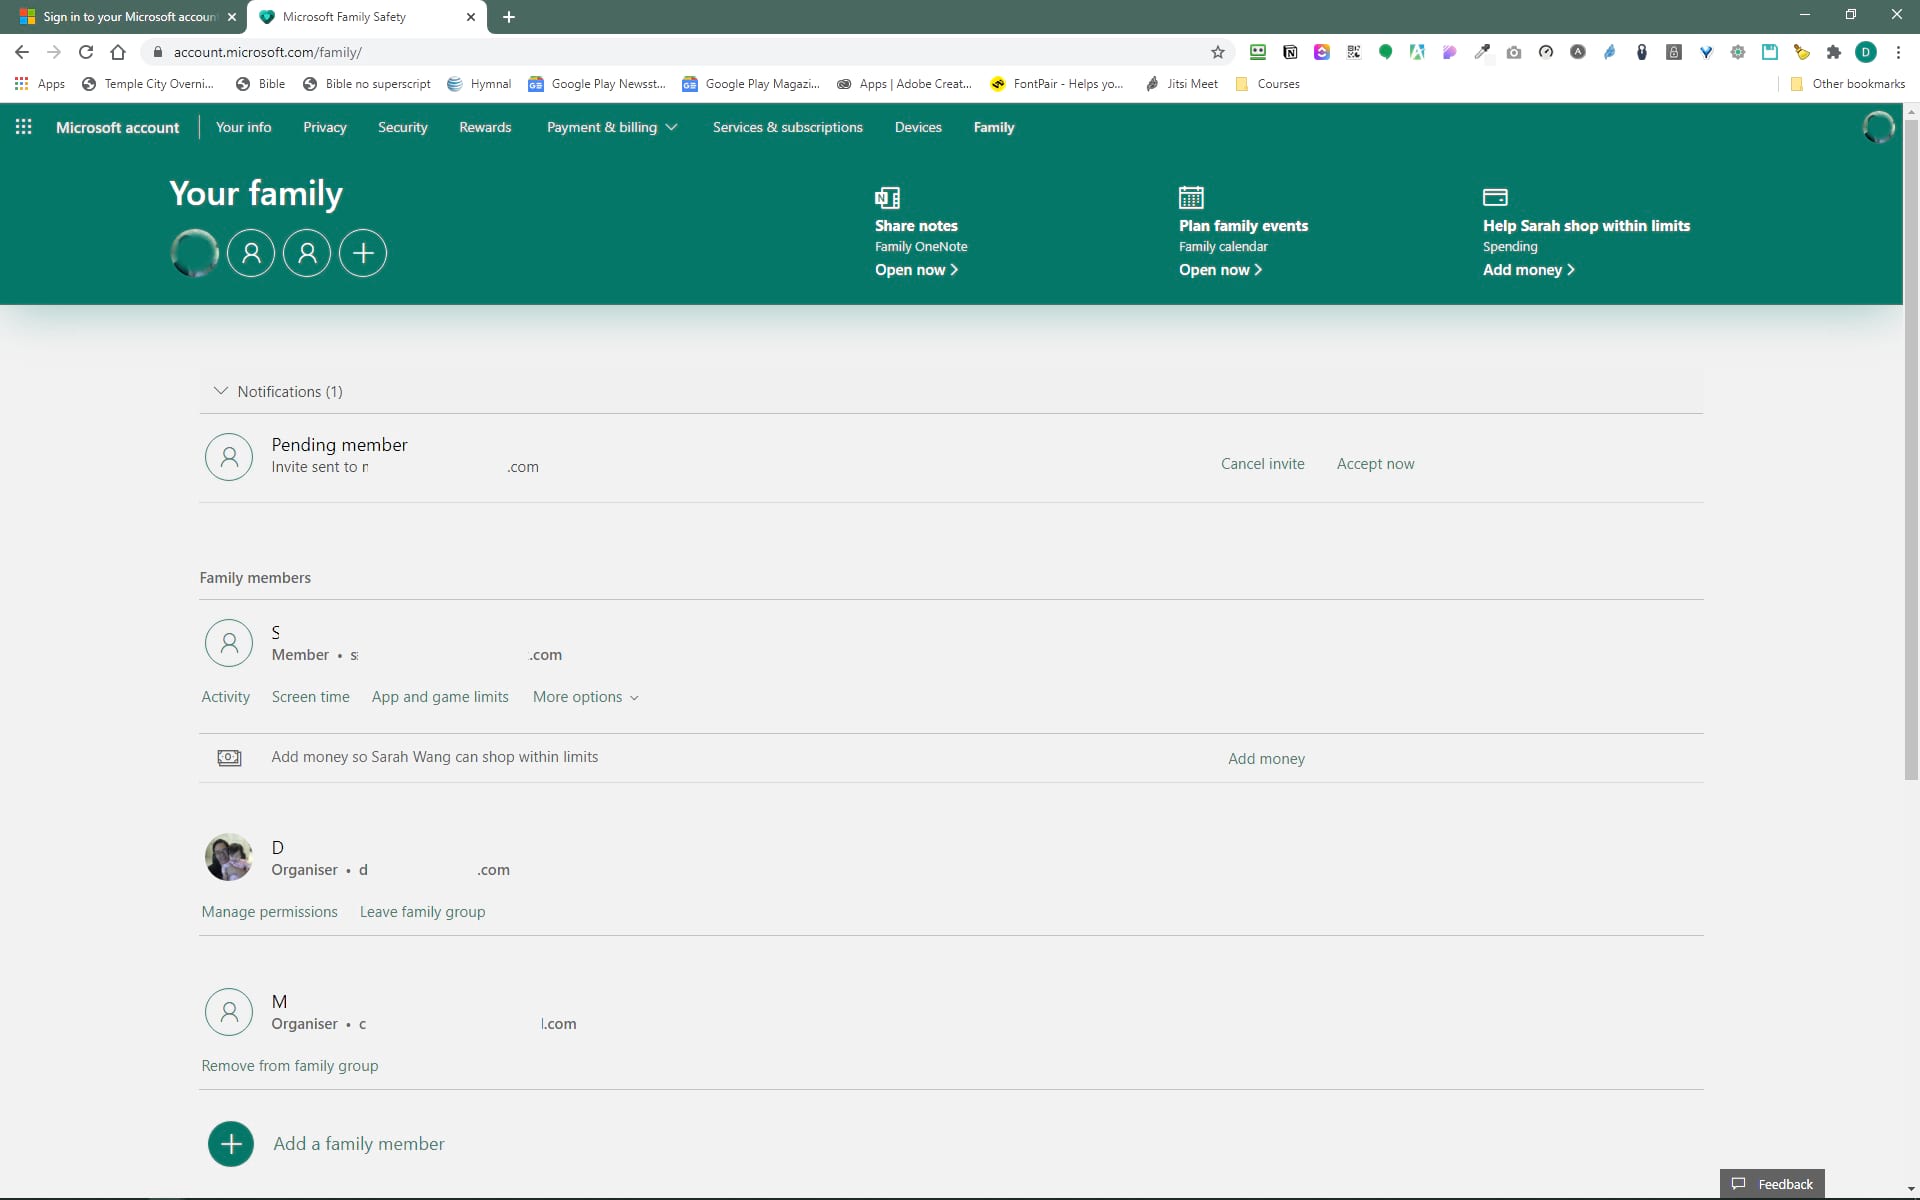 Sign in to your Microsoft accoun
Microsoft Family Safety
account.microsoft.com/family/
Apps
Temple City Overni...
Bible
Bible no superscript
Hymnal
Google Play Newsst...
Google Play Magazi...
Apps | Adobe Creat...
FontPair - Helps yo...
Jitsi Meet
Courses
Other bookmarks
D
Microsoft account
Your info
Privacy
Security
Rewards
Payment & billing
Services & subscriptions
Devices
Family
Your family
Share notes
Family OneNote
Open now
Plan family events
Family calendar
Open now
Help Sarah shop within limits
Spending
Add money
Notifications (1)
Pending member
Invite sent to
.com
Cancel invite
Accept now
Family members
S
Member • s
.com
Activity
Screen time
App and game limits
More options
Add money so Sarah Wang can shop within limits
Add money
D
Organiser • d
.com
Manage permissions
Leave family group
M
Organiser • c
.com
Remove from family group
Add a family member
Feedback